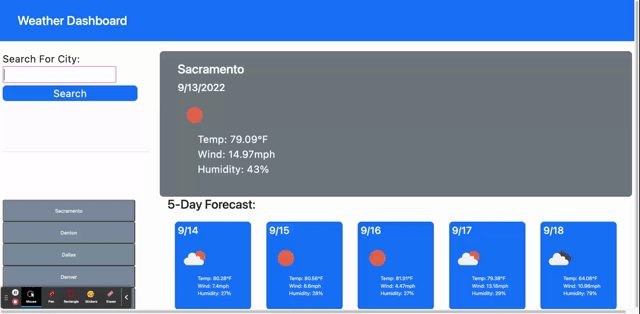 Weather Dashboard
Search For City:
Search
Sacramento
Denton
Dallas
Denver
Mouse
Pen
Rectangle
Stickers
Eraser
Sacramento
9/13/2022
Temp: 79.09°F
Wind: 14.97mph
Humidity: 43%
5-Day Forecast:
9/14
Temp: 80.28°F
Wind: 7.4mph
Humidity: 27%
9/15
Temp: 80.56°F
Wind: 6.6mph
Humidity: 28%
9/16
Temp: 81.91°F
Wind: 4.47mph
Humidity: 27%
9/17
Temp: 79.38°F
Wind: 13.18mph
Humidity: 29%
9/18
Temp: 64.08°F
Wind: 10.96mph
Humidity: 79%